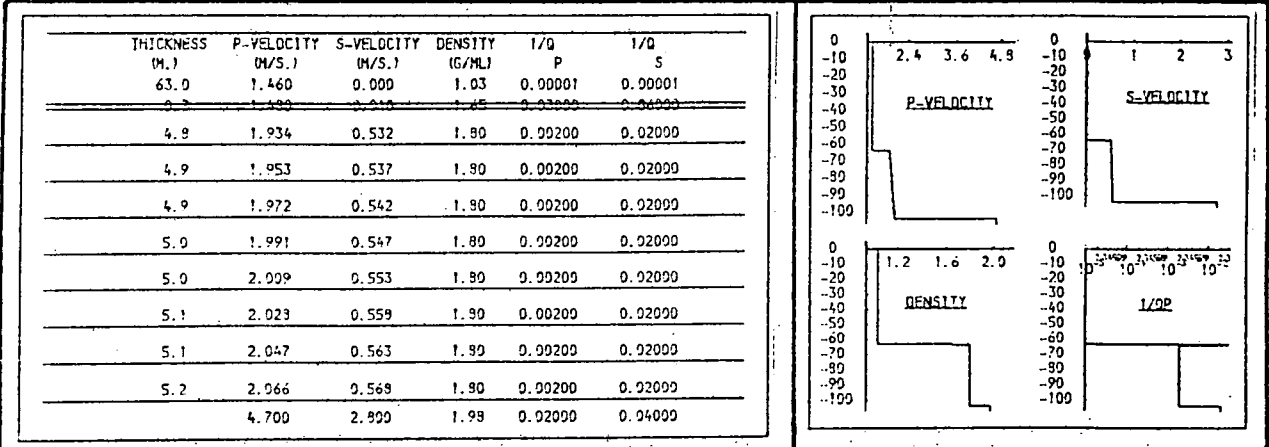 THICKNESS P-VELOCITY S-VELOCITY DENSITY 1/Q 1/Q
(M.) (M/S.) (M/S.) (G/ML) P S
63.0 1.460 0.000 1.03 0.00001 0.00001
4.8 1.934 0.532 1.80 0.00200 0.02000
4.9 1.953 0.537 1.80 0.00200 0.02000
4.9 1.972 0.542 1.80 0.00200 0.02000
5.0 1.991 0.547 1.80 0.00200 0.02000
5.0 2.009 0.553 1.80 0.00200 0.02000
5.1 2.023 0.558 1.80 0.00200 0.02000
5.1 2.047 0.563 1.80 0.00200 0.02000
5.2 2.066 0.568 1.80 0.00200 0.02000
4.700 2.800 1.98 0.02000 0.04000
0
-10
-20
-30
-40
-50
-60
-70
-80
-90
-100
2.4 3.6 4.8
P-VELOCITY
0
-10
-20
-30
-40
-50
-60
-70
-80
-90
-100
1 2 3
S-VELOCITY
0
-10
-20
-30
-40
-50
-60
-70
-80
-90
-100
1.2 1.6 2.0
DENSITY
0
-10
-20
-30
-40
-50
-60
-70
-80
-90
-100
1/QP